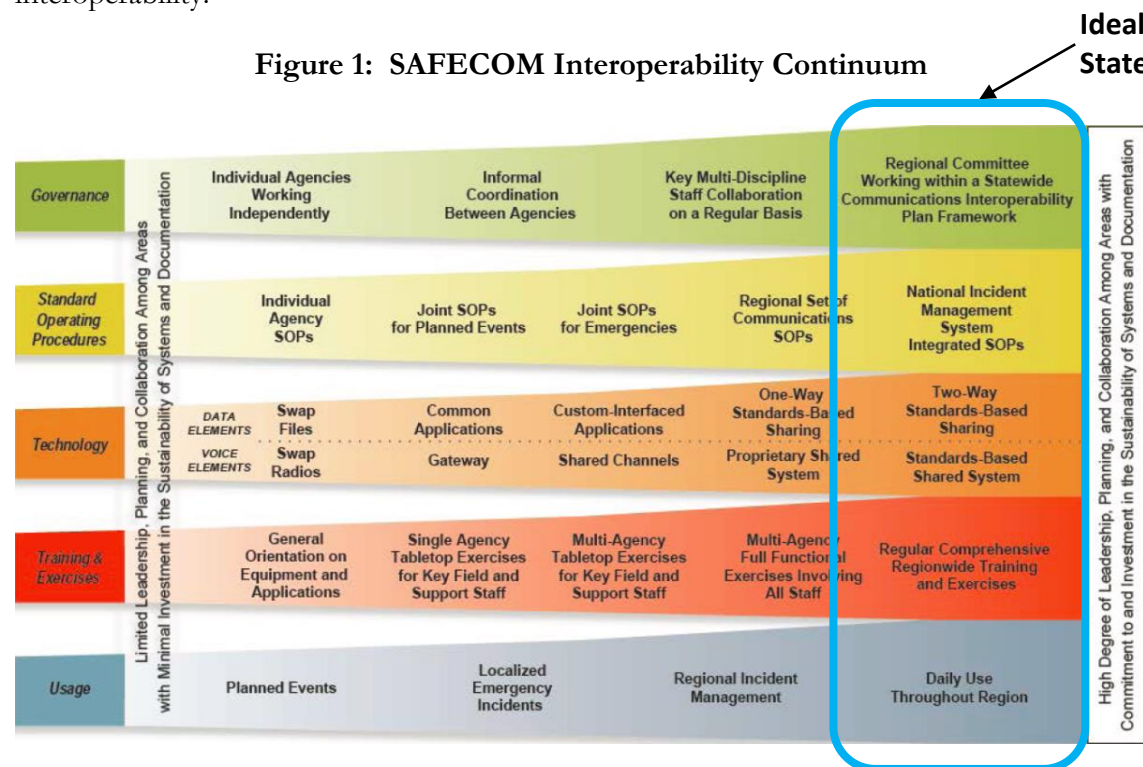 interoperability.
Ideal
State
Figure 1: SAFECOM Interoperability Continuum
Limited Leadership, Planning, and Collaboration Among Areas
with Minimal Investment in the Sustainability of Systems and Documentation
Governance
Individual Agencies
Working
Independently
Informal
Coordination
Between Agencies
Key Multi-Discipline
Staff Collaboration
on a Regular Basis
Regional Committee
Working within a Statewide
Communications Interoperability
Plan Framework
Standard
Operating
Procedures
Individual
Agency
SOPs
Joint SOPs
for Planned Events
Joint SOPs
for Emergencies
Regional Set of
Communications
SOPs
National Incident
Management
System
Integrated SOPs
Technology
DATA
ELEMENTS
Swap
Files
Common
Applications
Custom-Interfaced
Applications
One-Way
Standards-Based
Sharing
Two-Way
Standards-Based
Sharing
VOICE
ELEMENTS
Swap
Radios
Gateway
Shared Channels
Proprietary Shared
System
Standards-Based
Shared System
Training &
Exercises
General
Orientation on
Equipment and
Applications
Single Agency
Tabletop Exercises
for Key Field and
Support Staff
Multi-Agency
Tabletop Exercises
for Key Field and
Support Staff
Multi-Agency
Full Functional
Exercises Involving
All Staff
Regular Comprehensive
Regionwide Training
and Exercises
Usage
Planned Events
Localized
Emergency
Incidents
Regional Incident
Management
Daily Use
Throughout Region
High Degree of Leadership, Planning, and Collaboration Among Areas with
Commitment to and Investment in the Sustainability of Systems and Documentation